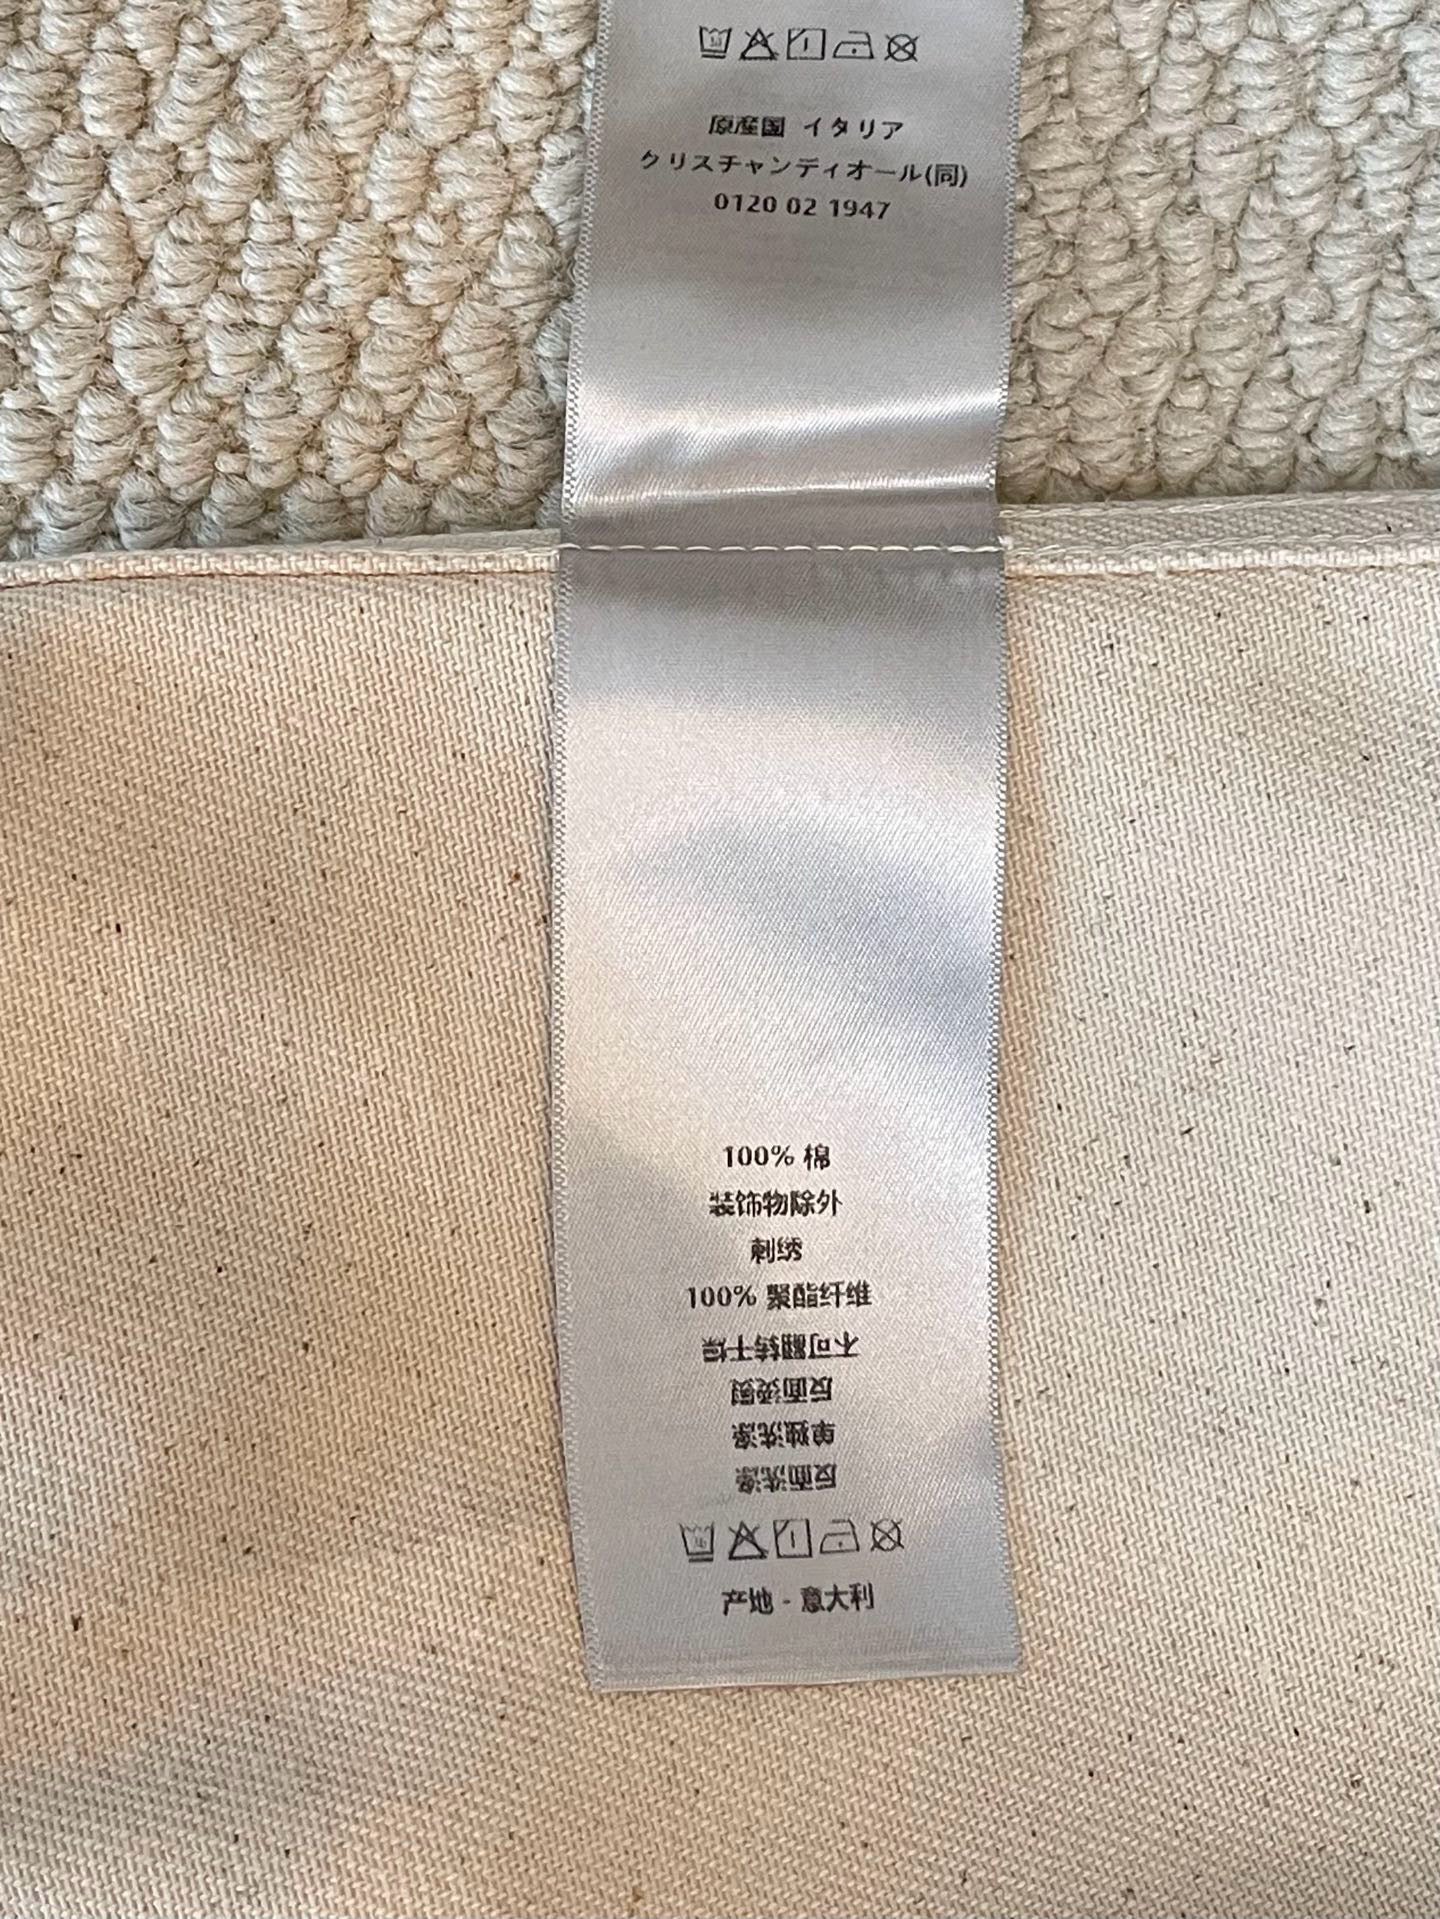 原産国 イタリア
クリスチャンディオール(同)
0120 02 1947
100% 棉
装饰物除外
刺绣
100% 聚酯纤维
不可翻转干燥
反面熨烫
单独洗涤
反面洗涤
产地 - 意大利